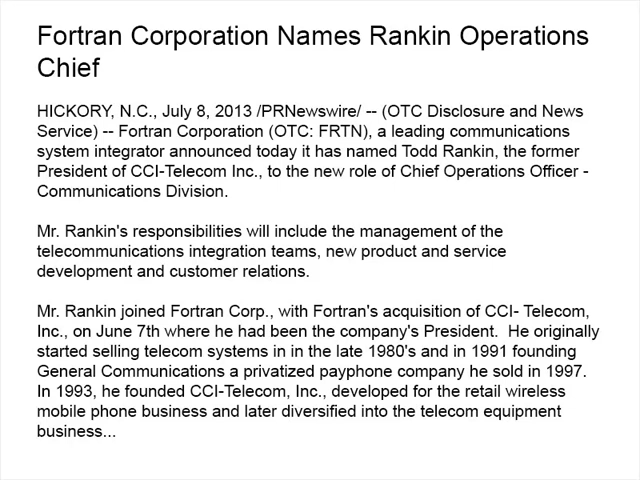 Fortran Corporation Names Rankin Operations
Chief
HICKORY, N.C., July 8, 2013 /PRNewswire/ -- (OTC Disclosure and News
Service) -- Fortran Corporation (OTC: FRTN), a leading communications
system integrator announced today it has named Todd Rankin, the former
President of CCI-Telecom Inc., to the new role of Chief Operations Officer -
Communications Division.
Mr. Rankin's responsibilities will include the management of the
telecommunications integration teams, new product and service
development and customer relations.
Mr. Rankin joined Fortran Corp., with Fortran's acquisition of CCI- Telecom,
Inc., on June 7th where he had been the company's President.  He originally
started selling telecom systems in in the late 1980's and in 1991 founding
General Communications a privatized payphone company he sold in 1997.
In 1993, he founded CCI-Telecom, Inc., developed for the retail wireless
mobile phone business and later diversified into the telecom equipment
business...